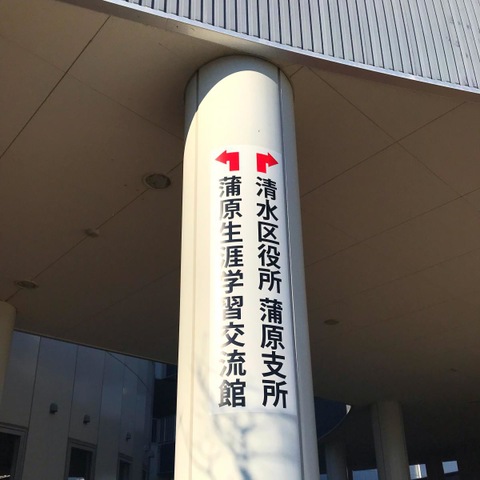 清水区役所 蒲原支所
蒲原生涯学習交流館